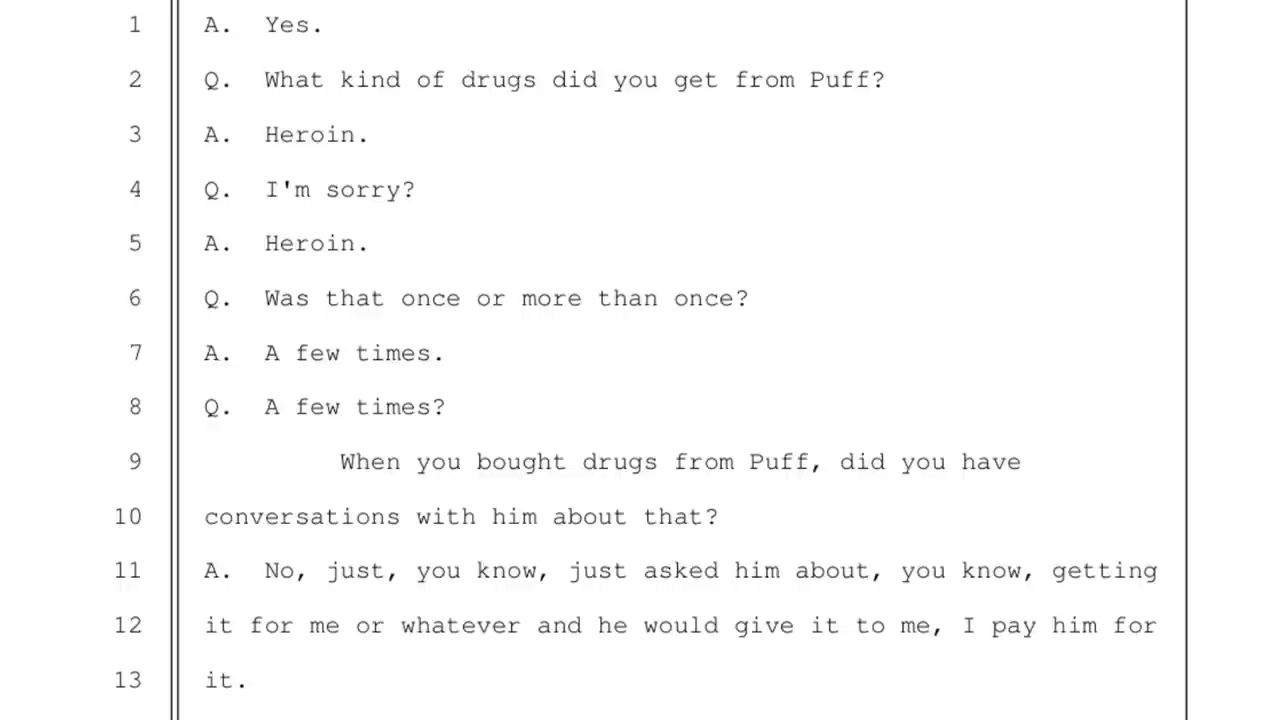 1 A. Yes.
2 Q. What kind of drugs did you get from Puff?
3 A. Heroin.
4 Q. I'm sorry?
5 A. Heroin.
6 Q. Was that once or more than once?
7 A. A few times.
8 Q. A few times?
9 When you bought drugs from Puff, did you have
10 conversations with him about that?
11 A. No, just, you know, just asked him about, you know, getting
12 it for me or whatever and he would give it to me, I pay him for
13 it.